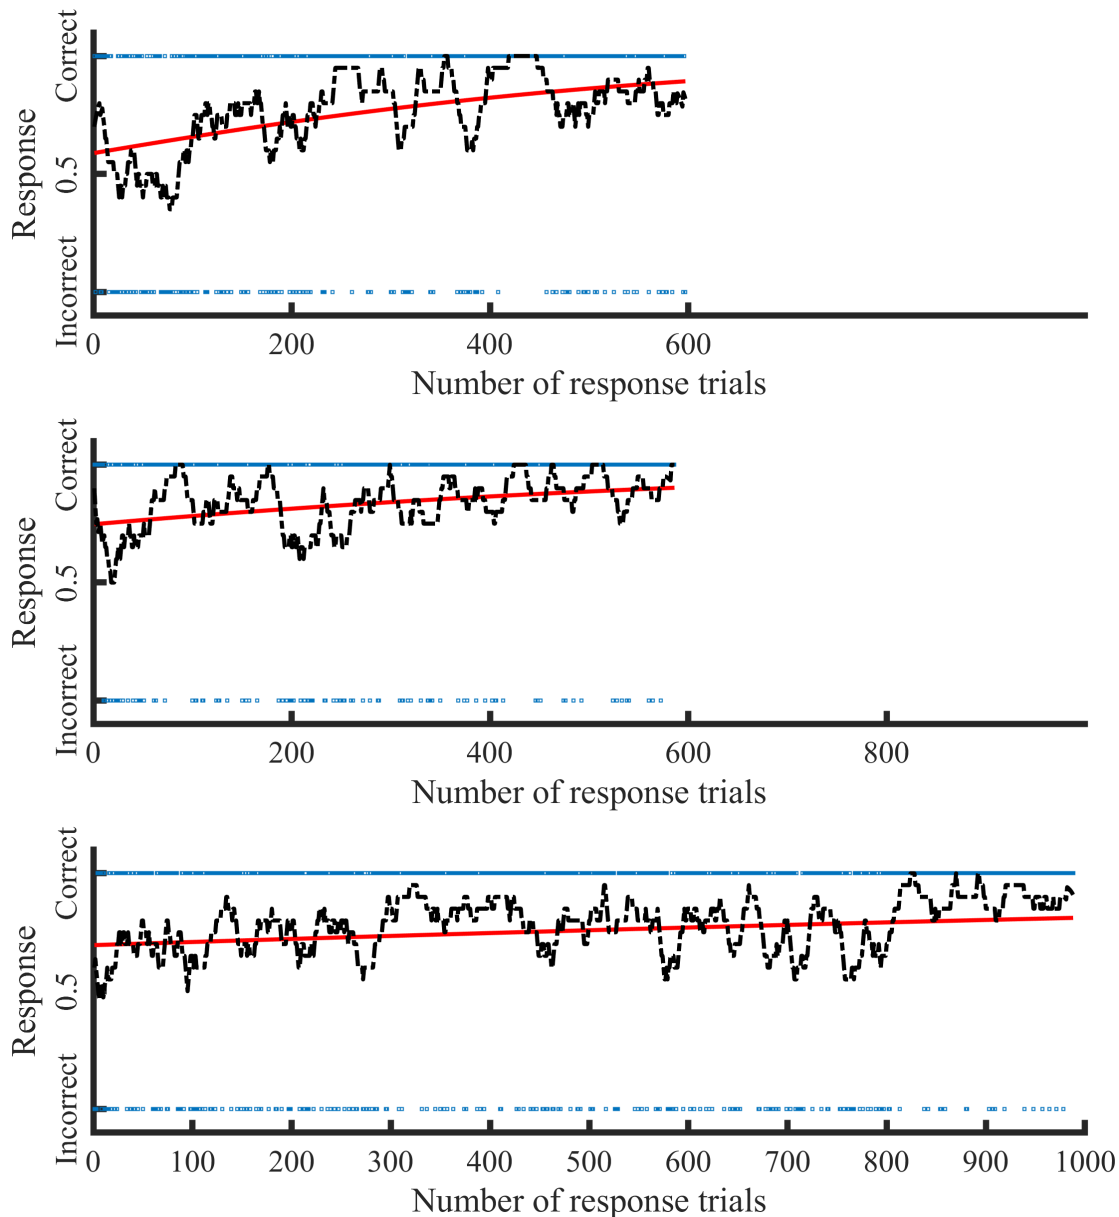 Correct
0.5
Incorrect
Response
0 200 400 600
Number of response trials
Correct
0.5
Incorrect
Response
0 200 400 600 800
Number of response trials
Correct
0.5
Incorrect
Response
0 100 200 300 400 500 600 700 800 900 1000
Number of response trials